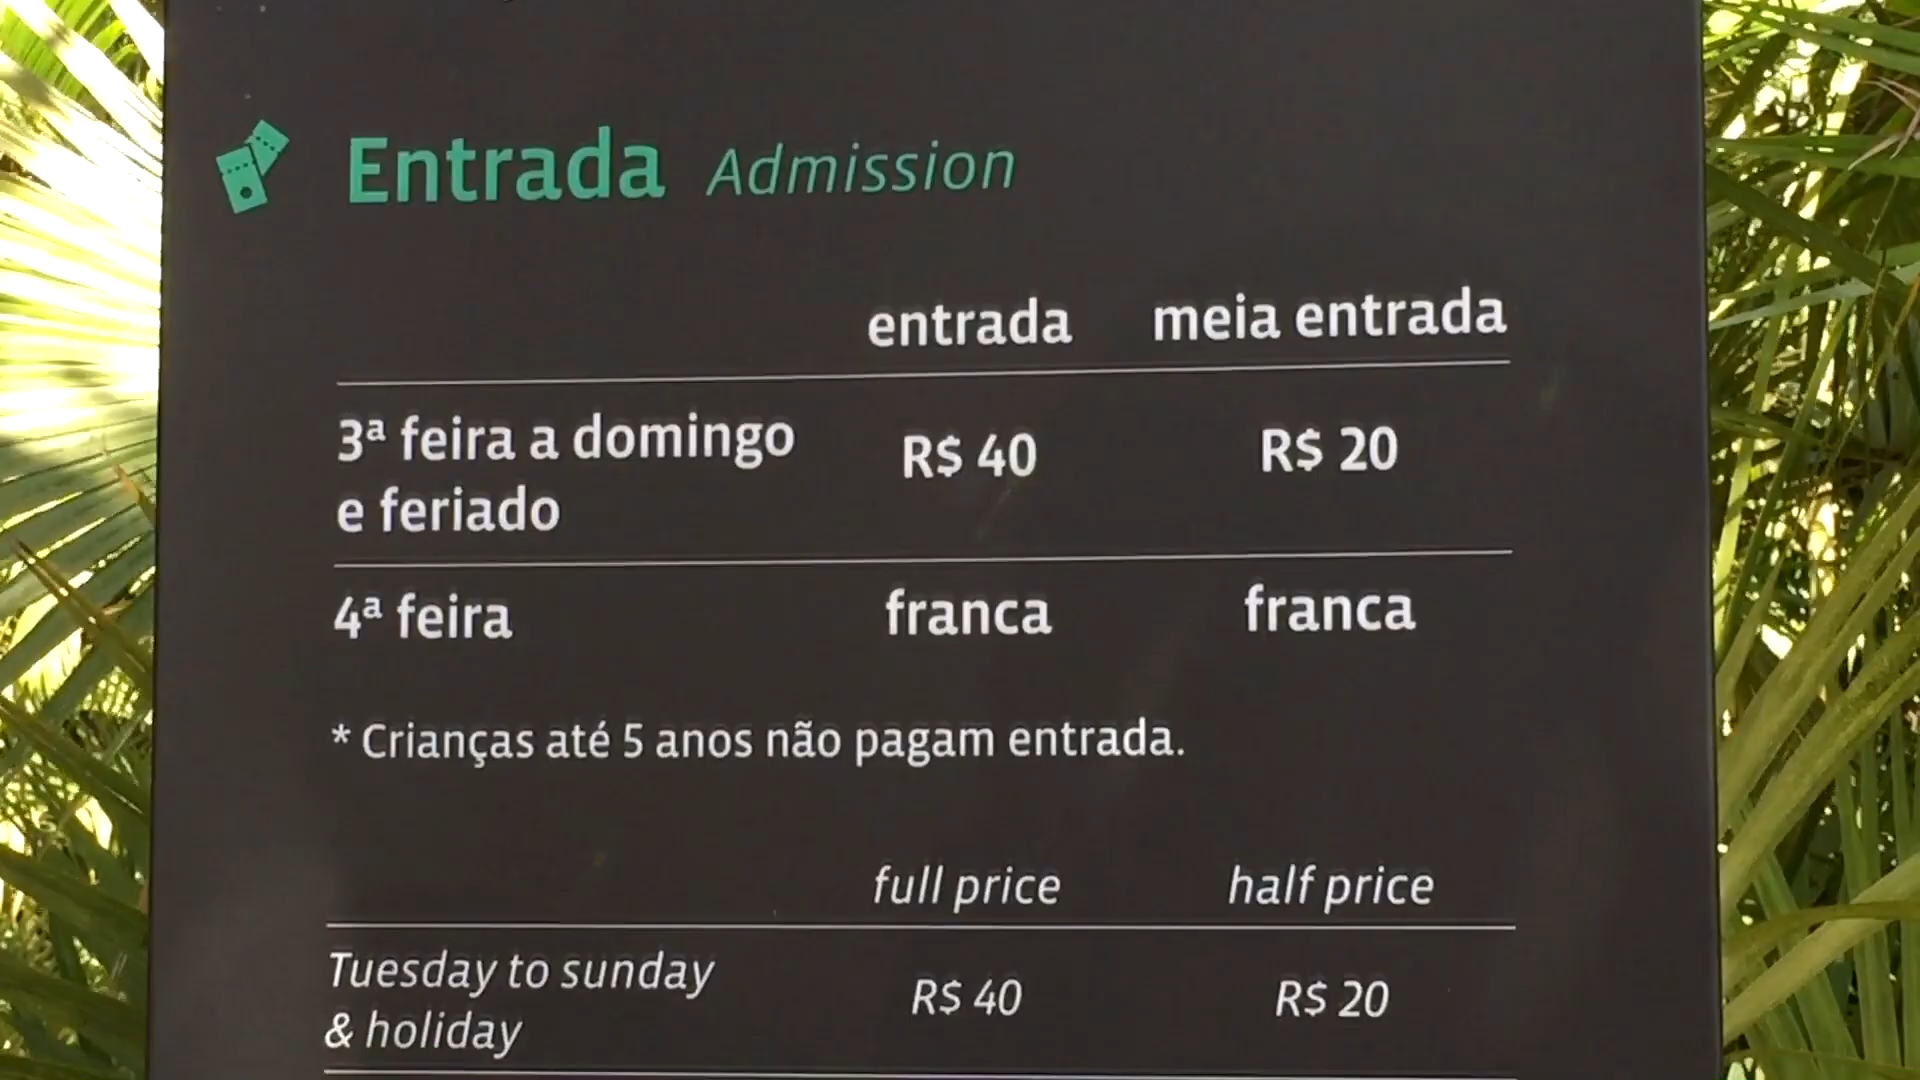 Entrada Admission
entrada meia entrada
3ª feira a domingo R$ 40 R$ 20
e feriado
4ª feira franca franca
* Crianças até 5 anos não pagam entrada.
full price half price
Tuesday to sunday R$ 40 R$ 20
& holiday